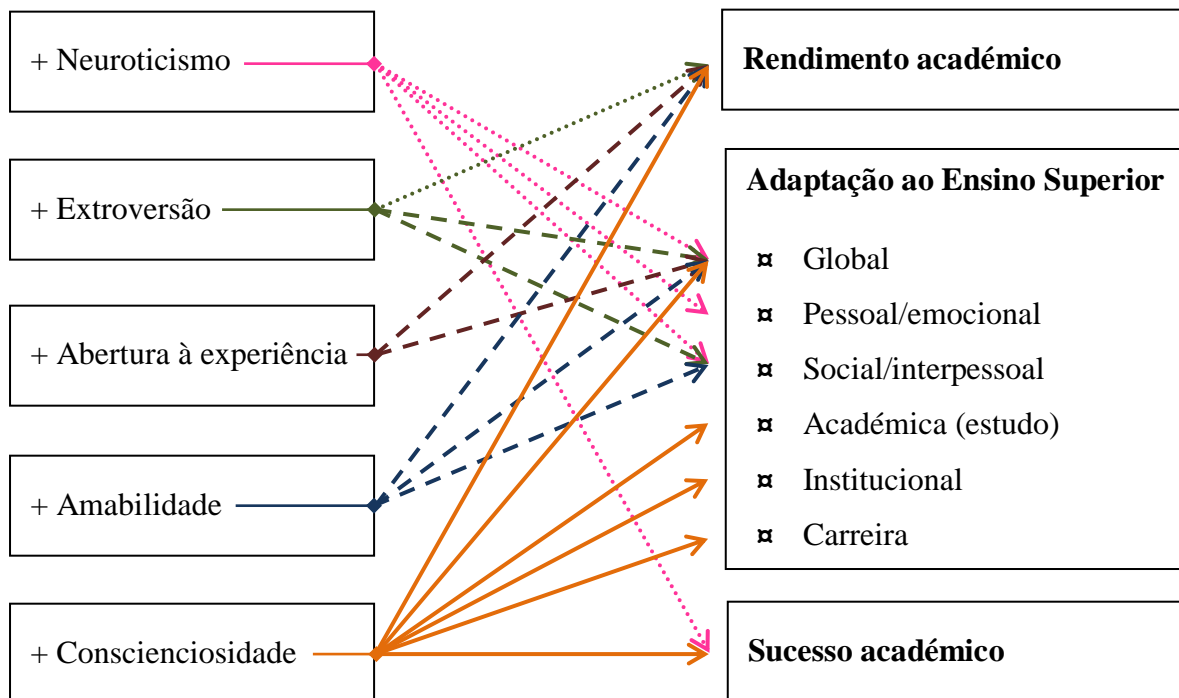 + Neuroticismo
+ Extroversão
+ Abertura à experiência
+ Amabilidade
+ Conscienciosidade
Rendimento académico
Adaptação ao Ensino Superior
¤ Global
¤ Pessoal/emocional
¤ Social/interpessoal
¤ Académica (estudo)
¤ Institucional
¤ Carreira
Sucesso académico